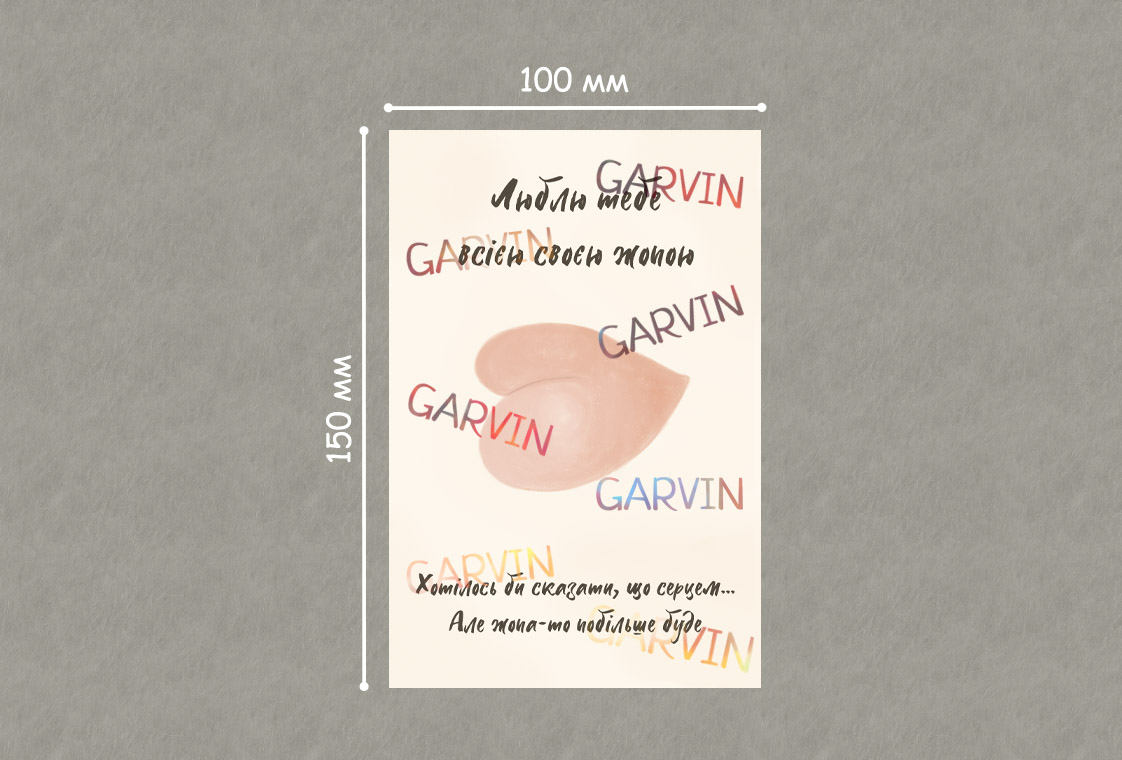 100 мм
150 мм
GARVIN
Люблю тебе
GARVIN
всією своєю жопою
GARVIN
GARVIN
GARVIN
GARVIN
Хотілось би сказати, що серцем...
Але жопа-то побільше буде
GARVIN